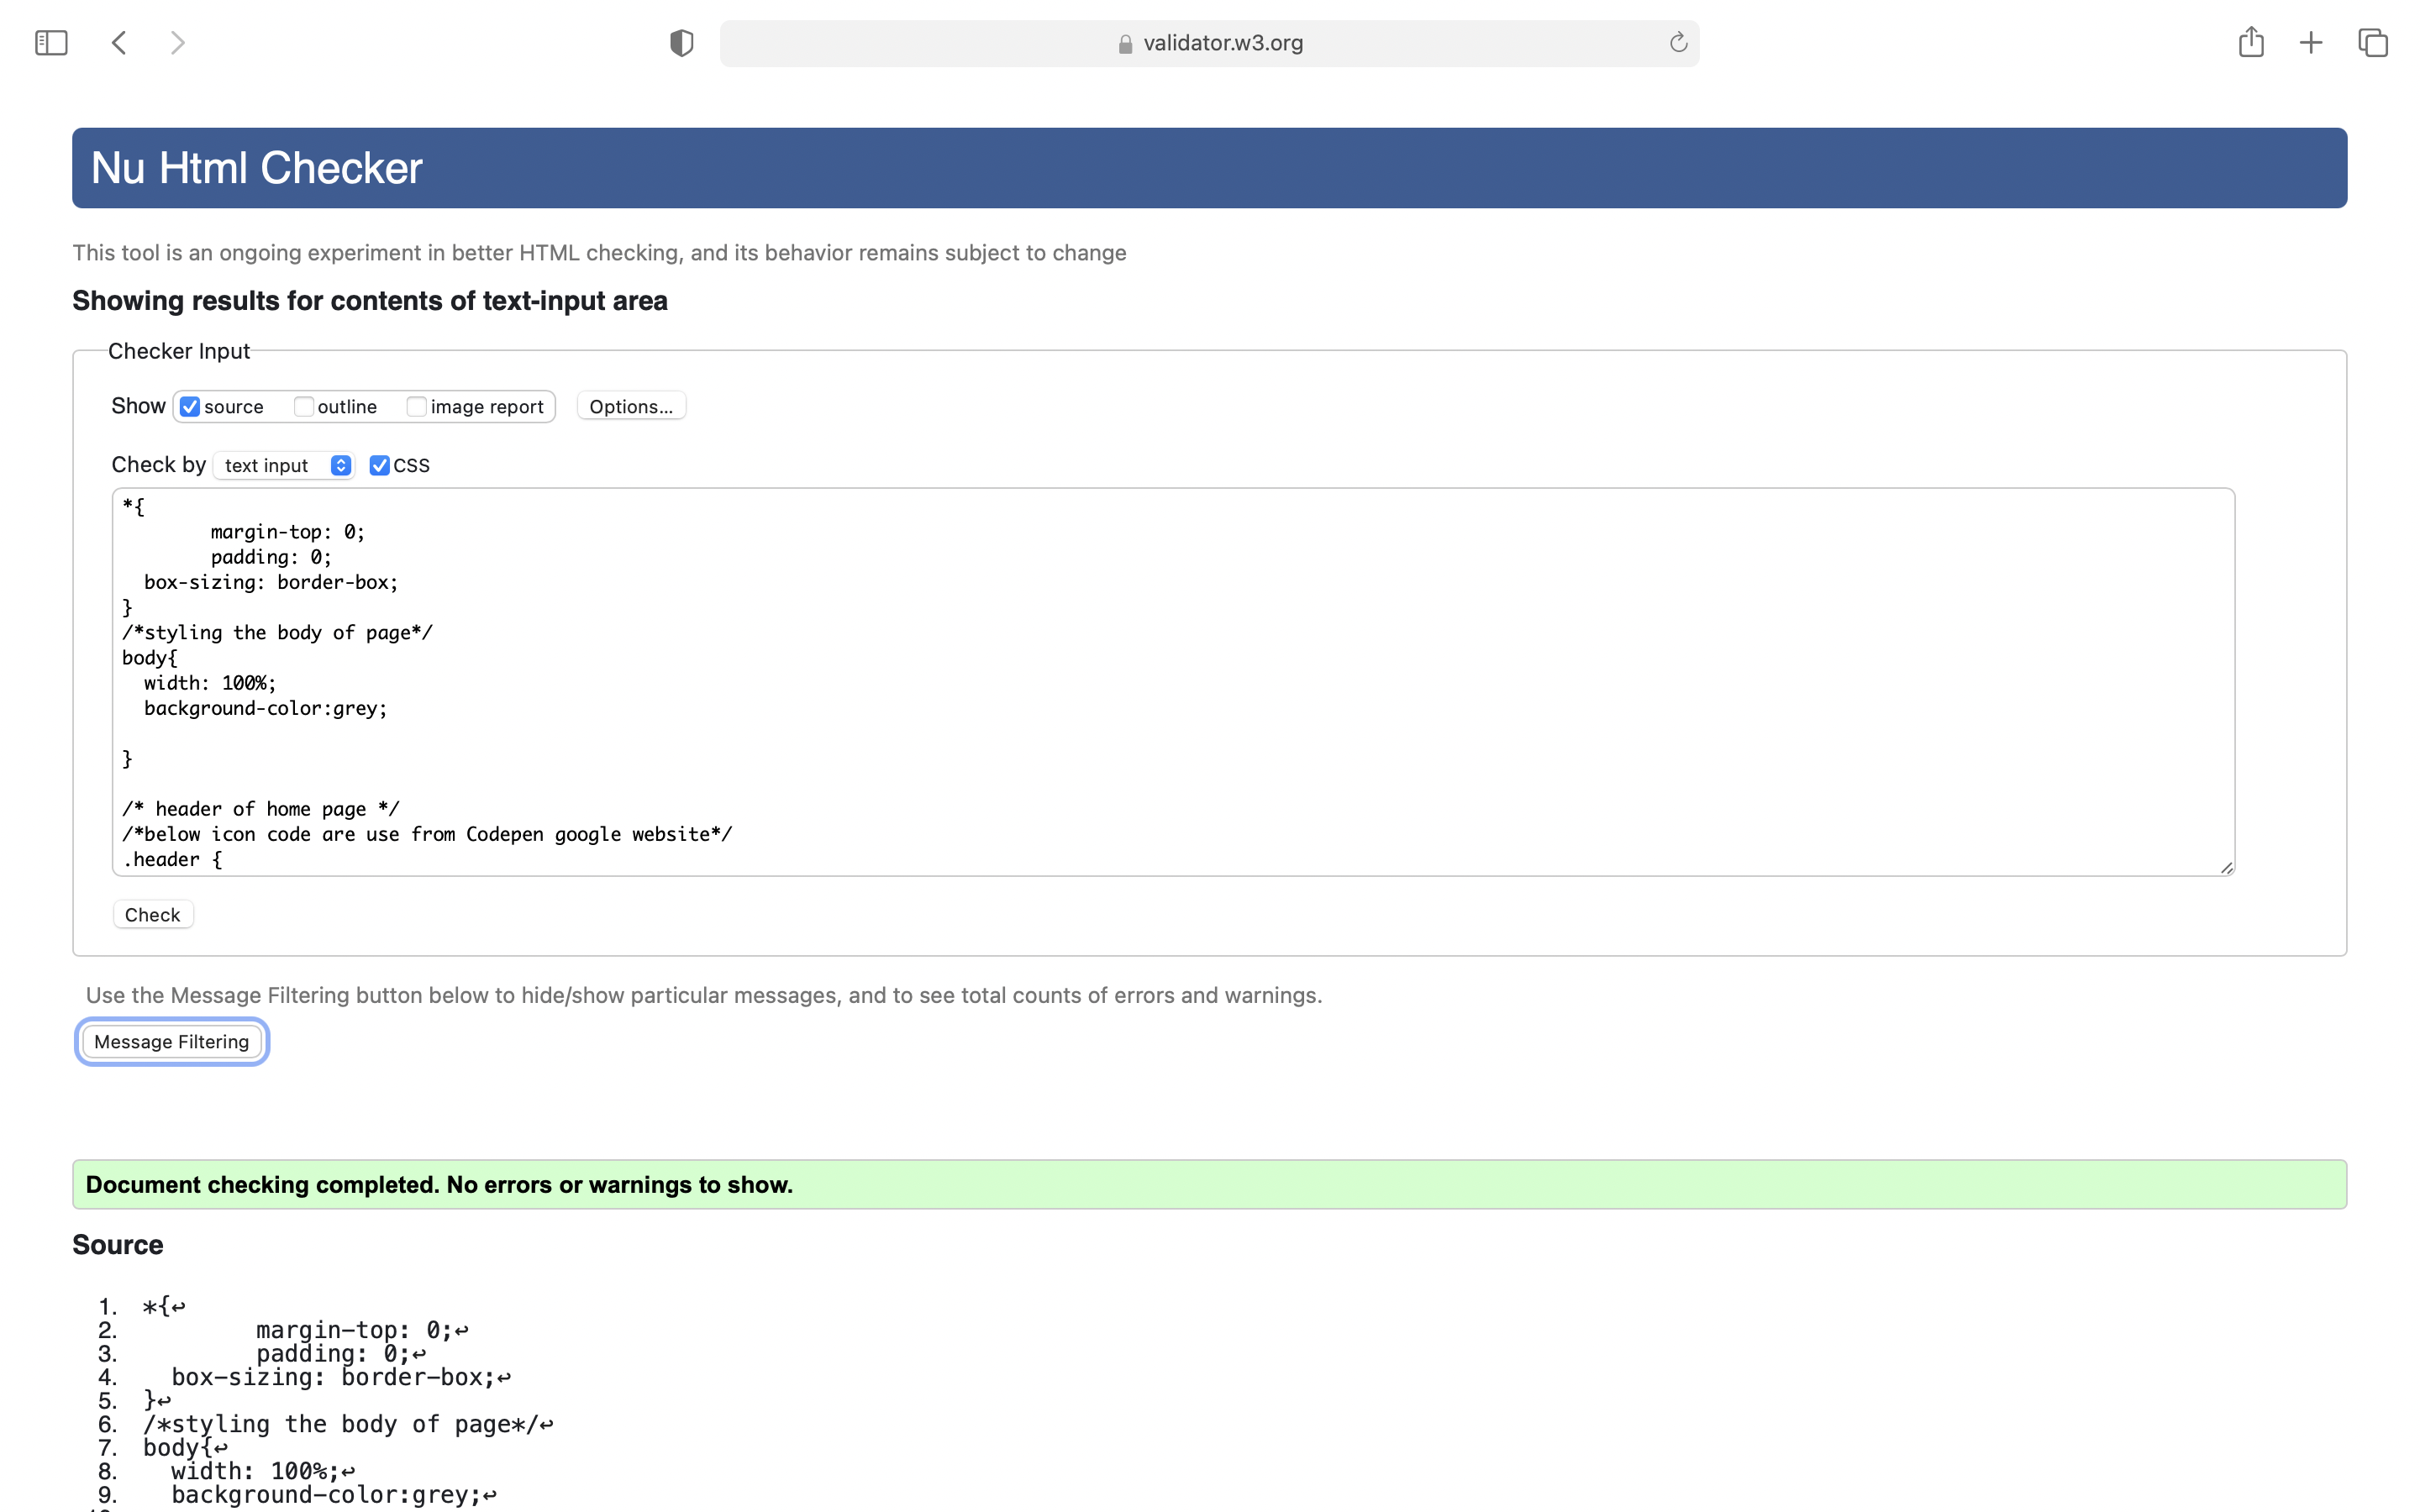 validator.w3.org
Nu Html Checker
This tool is an ongoing experiment in better HTML checking, and its behavior remains subject to change
Showing results for contents of text-input area
Checker Input
Show source outline image report Options...
Check by text input CSS
*{
margin-top: 0;
padding: 0;
box-sizing: border-box;
}
/*styling the body of page*/
body{
width: 100%;
background-color:grey;
}
/* header of home page */
/*below icon code are use from Codepen google website*/
.header {
Check
Use the Message Filtering button below to hide/show particular messages, and to see total counts of errors and warnings.
Message Filtering
Document checking completed. No errors or warnings to show.
Source
1. *{↩
2. margin-top: 0;↩
3. padding: 0;↩
4. box-sizing: border-box;↩
5. }↩
6. /*styling the body of page*/↩
7. body{↩
8. width: 100%;↩
9. background-color:grey;↩